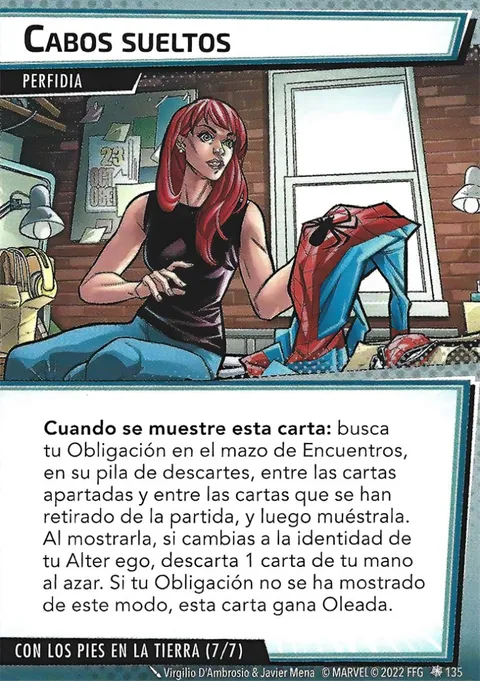 CABOS SUELTOS
PERFIDIA
23
OCT
Cuando se muestre esta carta: busca
tu Obligación en el mazo de Encuentros,
en su pila de descartes, entre las cartas
apartadas y entre las cartas que se han
retirado de la partida, y luego muéstrala.
Al mostrarla, si cambias a la identidad de
tu Alter ego, descarta 1 carta de tu mano
al azar. Si tu Obligación no se ha mostrado
de este modo, esta carta gana Oleada.
CON LOS PIES EN LA TIERRA (7/7)
Virgilio D'Ambrosio & Javier Mena © MARVEL © 2022 FFG 135